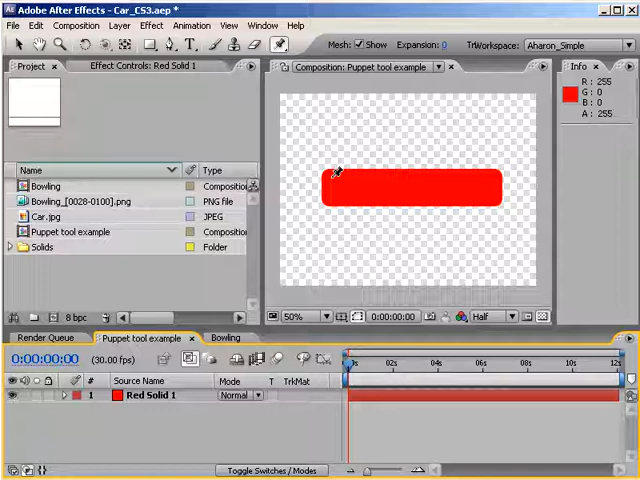 Adobe After Effects - Car_CS3.aep *
File Edit Composition Layer Effect Animation View Window Help
Mesh: Show Expansion: 0 TrWorkspace: Aharon_Simple
Project Effect Controls: Red Solid 1
Composition: Puppet tool example
Info
R: 255
G: 0
B: 0
A: 255
Name Type
Bowling Composi
Bowling_[0028-0100].png PNG file
Car.jpg JPEG
Puppet tool example Composi
Solids Folder
8 bpc
50% 0:00:00:00 Half
Render Queue Puppet tool example Bowling
0:00:00:00 (30.00 fps)
02s 04s 06s 08s 10s 12s
# Source Name Mode T TrkMat
1 Red Solid 1 Normal
Toggle Switches / Modes